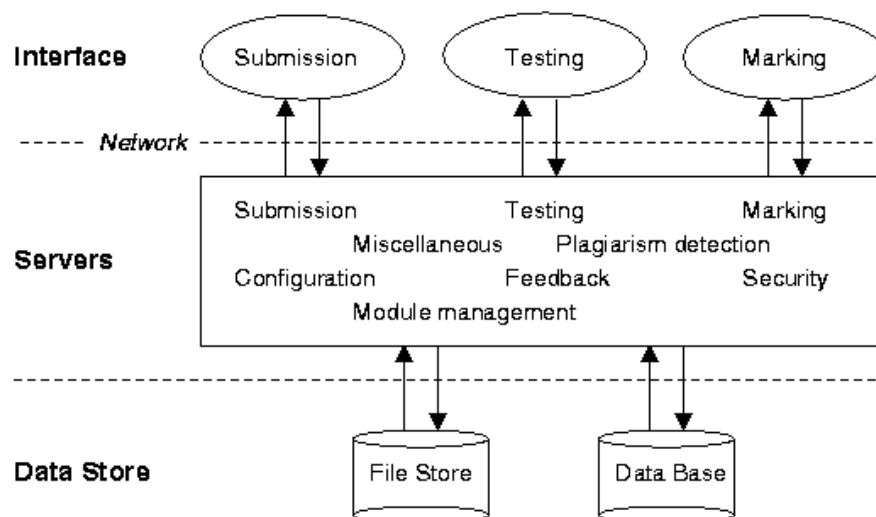 Interface Submission Testing Marking
Network
Submission Testing Marking
Miscellaneous Plagiarism detection
Servers
Configuration Feedback Security
Module management
Data Store File Store Data Base